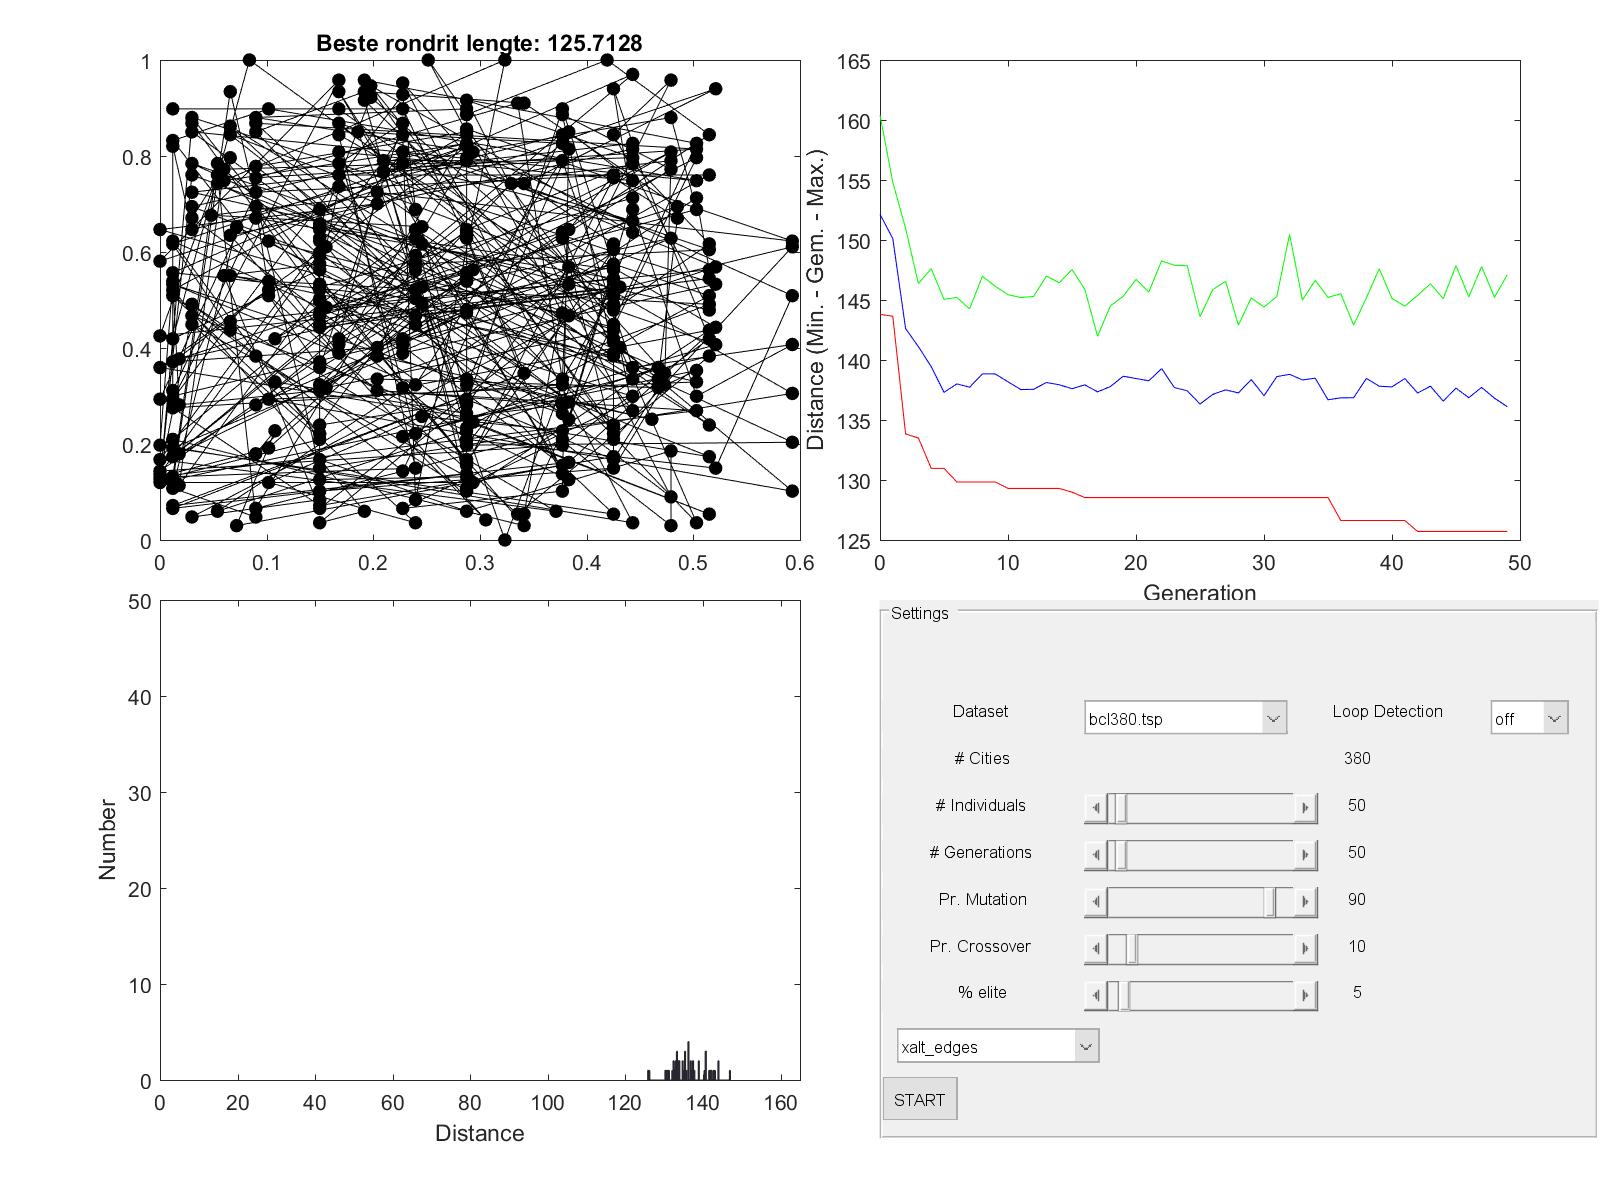 Beste rondrit lengte: 125.7128
1
0.8
0.6
0.4
0.2
0
0
0.1
0.2
0.3
0.4
0.5
0.6
Distance (Min. - Gem. - Max.)
165
160
155
150
145
140
135
130
125
0
10
20
30
40
50
Generation
Number
50
40
30
20
10
0
0
20
40
60
80
100
120
140
160
Distance
Settings
Dataset bcl380.tsp Loop Detection off
# Cities 380
# Individuals 50
# Generations 50
Pr. Mutation 90
Pr. Crossover 10
% elite 5
xalt_edges
START